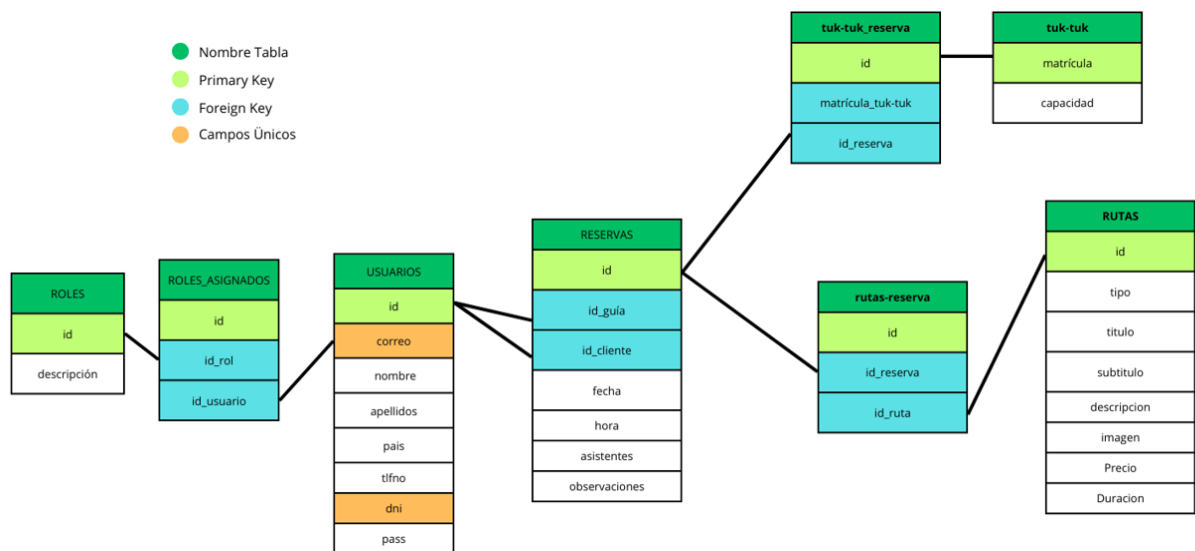 Nombre Tabla
Primary Key
Foreign Key
Campos Ünicos
tuk-tuk_reserva
id
matrícula_tuk-tuk
id_reserva
tuk-tuk
matrícula
capacidad
ROLES
id
descripción
ROLES_ASIGNADOS
id
id_rol
id_usuario
USUARIOS
id
correo
nombre
apellidos
pais
tlfno
dni
pass
RESERVAS
id
id_guía
id_cliente
fecha
hora
asistentes
observaciones
rutas-reserva
id
id_reserva
id_ruta
RUTAS
id
tipo
titulo
subtitulo
descripcion
imagen
Precio
Duracion